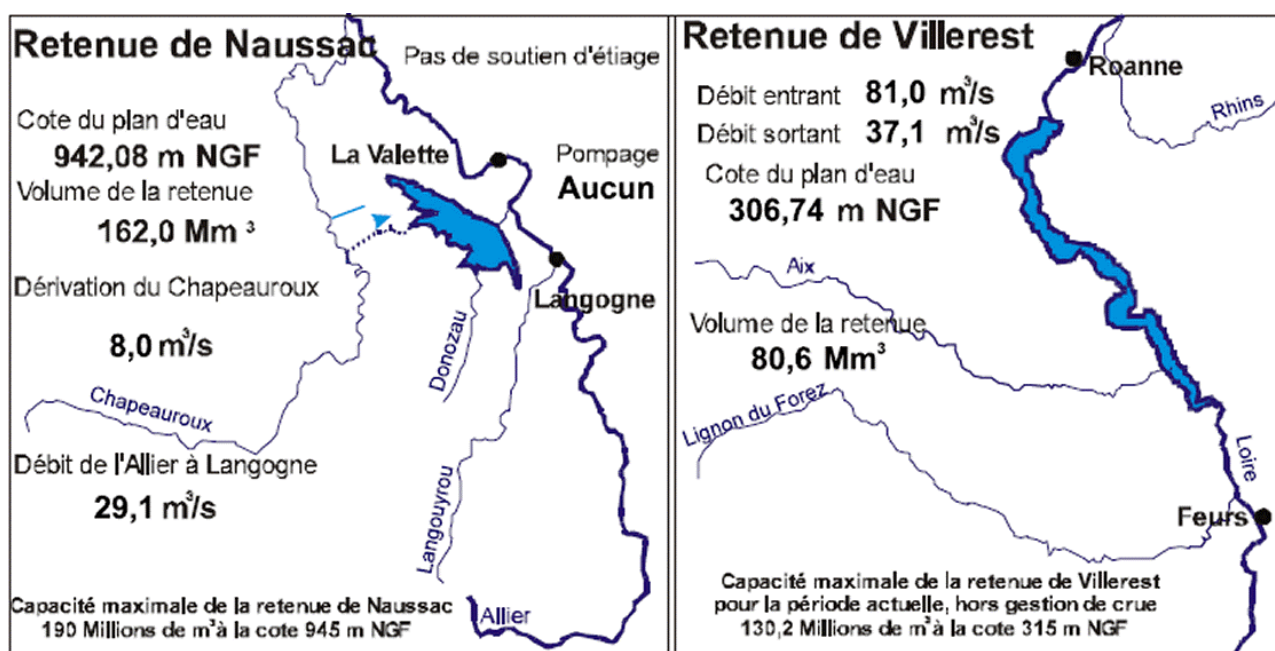 Retenue de Naussac
Pas de soutien d'étiage
Cote du plan d'eau
942,08 m NGF
La Valette
Pompage
Aucun
Volume de la retenue
162,0 Mm³
Dérivation du Chapeauroux
8,0 m³/s
Langogne
Donozau
Chapeauroux
Débit de l'Allier à Langogne
29,1 m³/s
Langouyrou
Allier
Capacité maximale de la retenue de Naussac
190 Millions de m³ à la cote 945 m NGF
Retenue de Villerest
Roanne
Débit entrant 81,0 m³/s
Rhins
Débit sortant 37,1 m³/s
Cote du plan d'eau
306,74 m NGF
Aix
Volume de la retenue
80,6 Mm³
Lignon du Forez
Loire
Feurs
Capacité maximale de la retenue de Villerest
pour la période actuelle, hors gestion de crue
130,2 Millions de m³ à la cote 315 m NGF